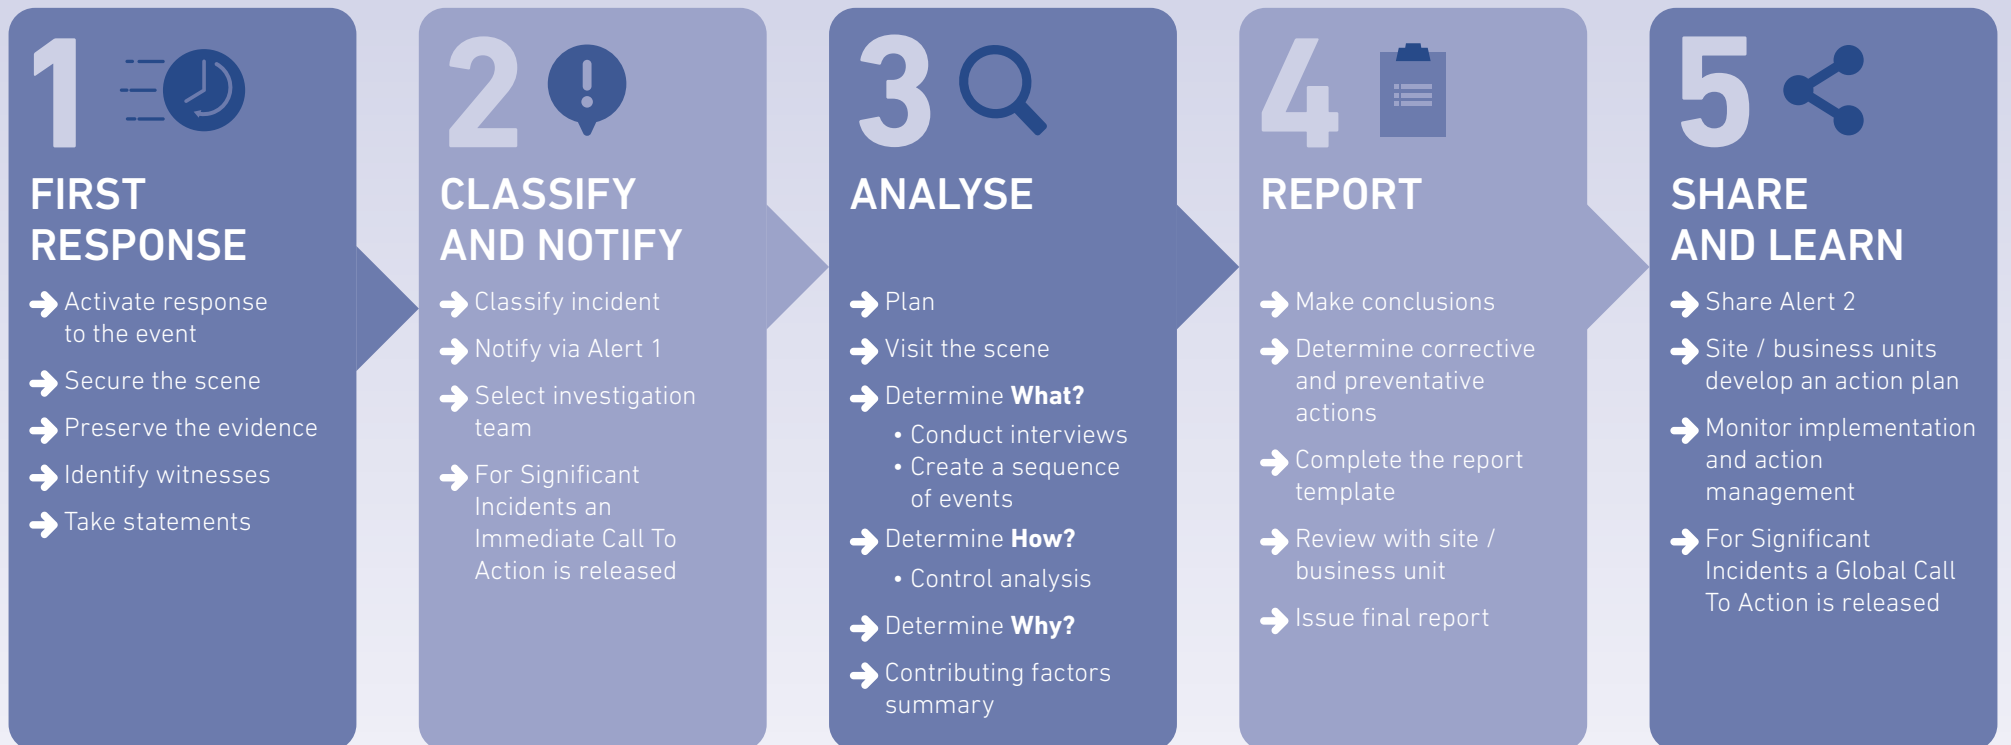 1
FIRST
RESPONSE
Activate response
to the event
Secure the scene
Preserve the evidence
Identify witnesses
Take statements
2
CLASSIFY
AND NOTIFY
Classify incident
Notify via Alert 1
Select investigation
team
For Significant
Incidents an
Immediate Call To
Action is released
3
ANALYSE
Plan
Visit the scene
Determine What?
• Conduct interviews
• Create a sequence
of events
Determine How?
• Control analysis
Determine Why?
Contributing factors
summary
4
REPORT
Make conclusions
Determine corrective
and preventative
actions
Complete the report
template
Review with site /
business unit
Issue final report
5
SHARE
AND LEARN
Share Alert 2
Site / business units
develop an action plan
Monitor implementation
and action
management
For Significant
Incidents a Global Call
To Action is released